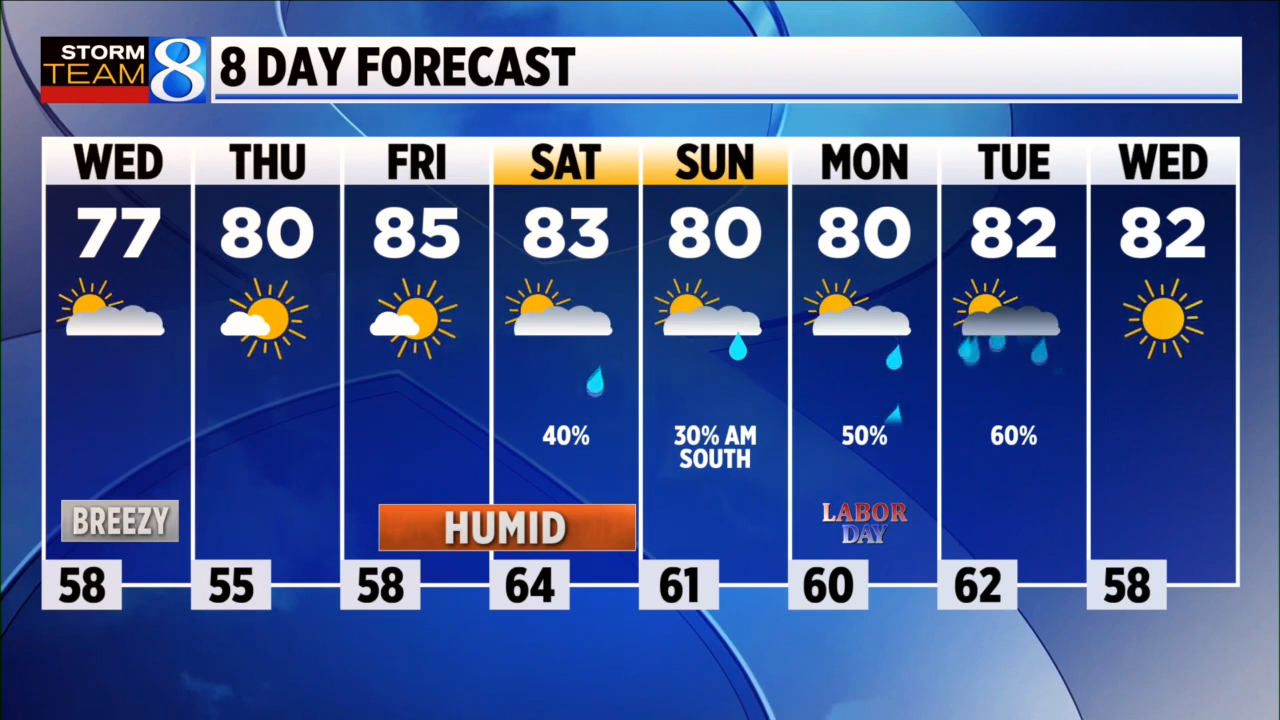 STORM
TEAM 8
8 DAY FORECAST
WED THU FRI SAT SUN MON TUE WED
77 80 85 83 80 80 82 82
40% 30% AM 50% 60%
SOUTH
BREEZY HUMID LABOR
DAY
58 55 58 64 61 60 62 58